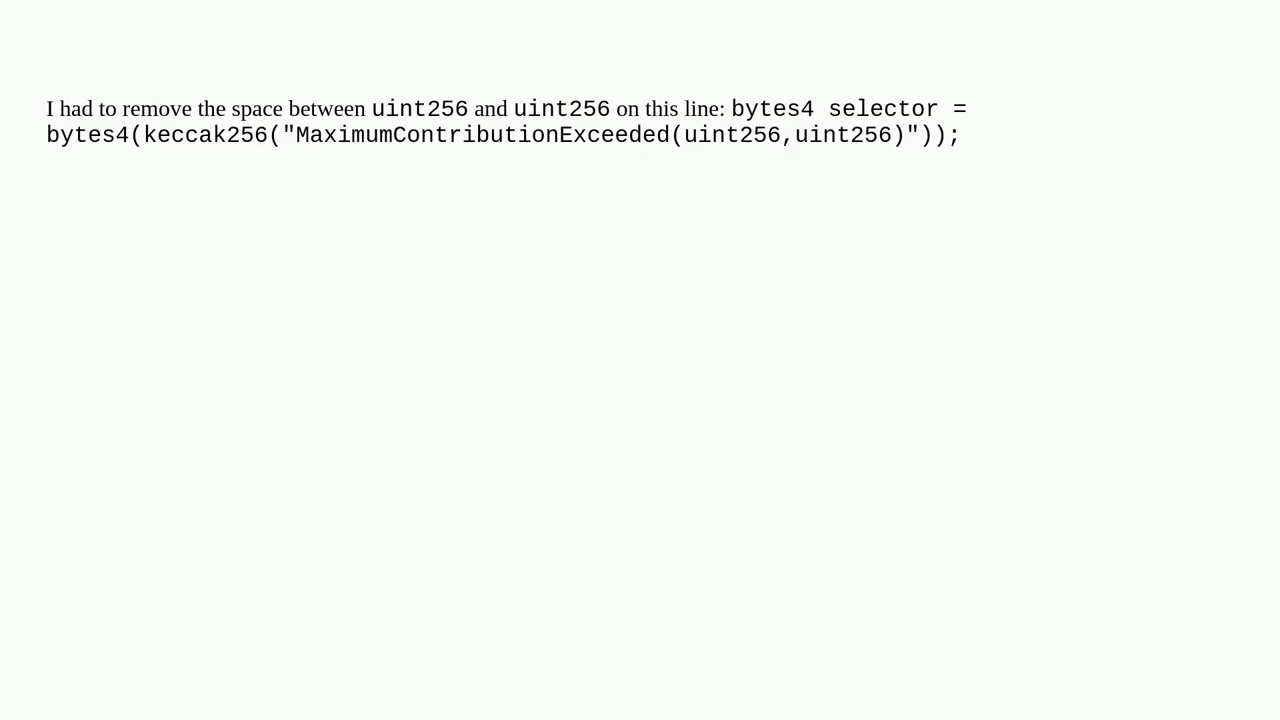 I had to remove the space between uint256 and uint256 on this line: bytes4 selector =
bytes4(keccak256("MaximumContributionExceeded(uint256,uint256)"));